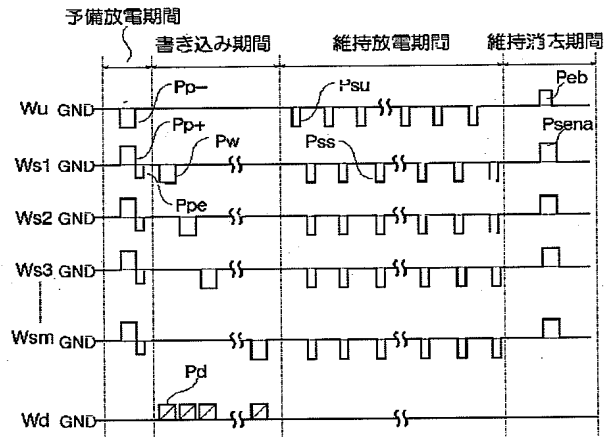 予備放電期間
書き込み期間
維持放電期間
維持消去期間
Pp−
Psu
Peb
Wu GND
Pp+
Pw
Pss
Psena
Ws1 GND
Ppe
Ws2 GND
Ws3 GND
Wsm GND
Pd
Wd GND